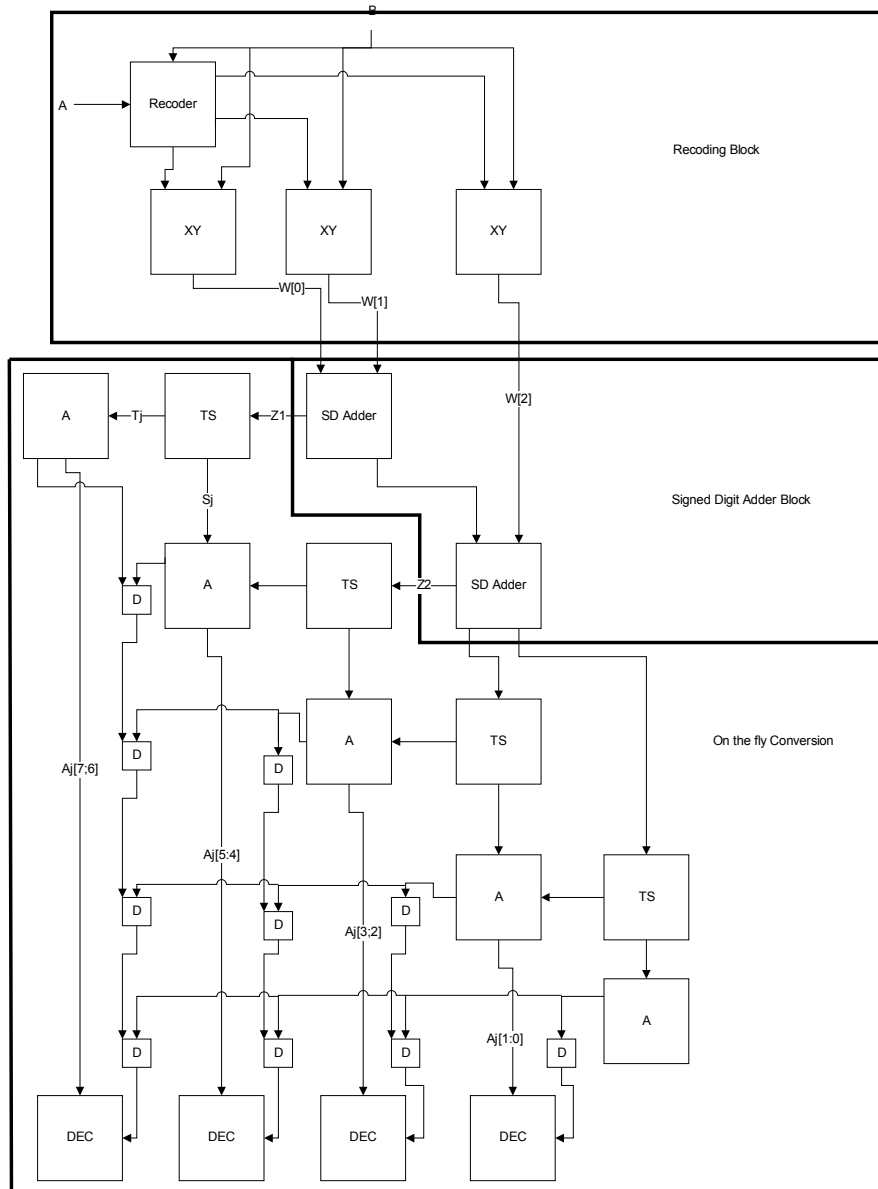 B
A
Recoder
Recoding Block
XY
XY
XY
W[0]
W[1]
W[2]
A
Tj
TS
Z1
SD Adder
Signed Digit Adder Block
Sj
D
A
TS
Z2
SD Adder
On the fly Conversion
D
D
A
TS
Aj[7;6]
Aj[5:4]
D
D
D
A
TS
Aj[3;2]
A
Aj[1:0]
D
D
D
D
DEC
DEC
DEC
DEC